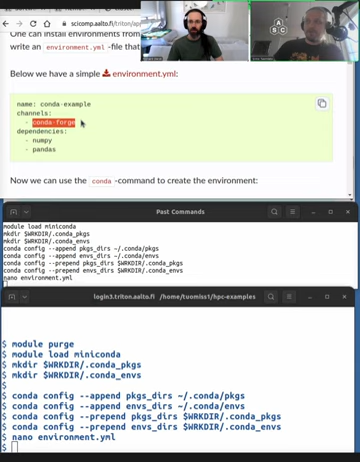 scicomp.aalto.fi/triton/app
One can install environments from
write an environment.yml -file tha
A
S C
Below we have a simple environment.yml:
name: conda-example
channels:
- conda-forge
dependencies:
- numpy
- pandas
Now we can use the conda -command to create the environment:
Past Commands
module load miniconda
mkdir $WRKDIR/.conda_pkgs
mkdir $WRKDIR/.conda_envs
conda config --append pkgs_dirs ~/.conda/pkgs
conda config --append envs_dirs ~/.conda/envs
conda config --prepend pkgs_dirs $WRKDIR/.conda_pkgs
conda config --prepend envs_dirs $WRKDIR/.conda_envs
nano environment.yml
login3.triton.aalto.fi /home/tuomiss1/hpc-examples
$ module purge
$ module load miniconda
$ mkdir $WRKDIR/.conda_pkgs
$ mkdir $WRKDIR/.conda_envs
$
$ conda config --append pkgs_dirs ~/.conda/pkgs
$ conda config --append envs_dirs ~/.conda/envs
$ conda config --prepend pkgs_dirs $WRKDIR/.conda_pkgs
$ conda config --prepend envs_dirs $WRKDIR/.conda_envs
$ nano environment.yml
$